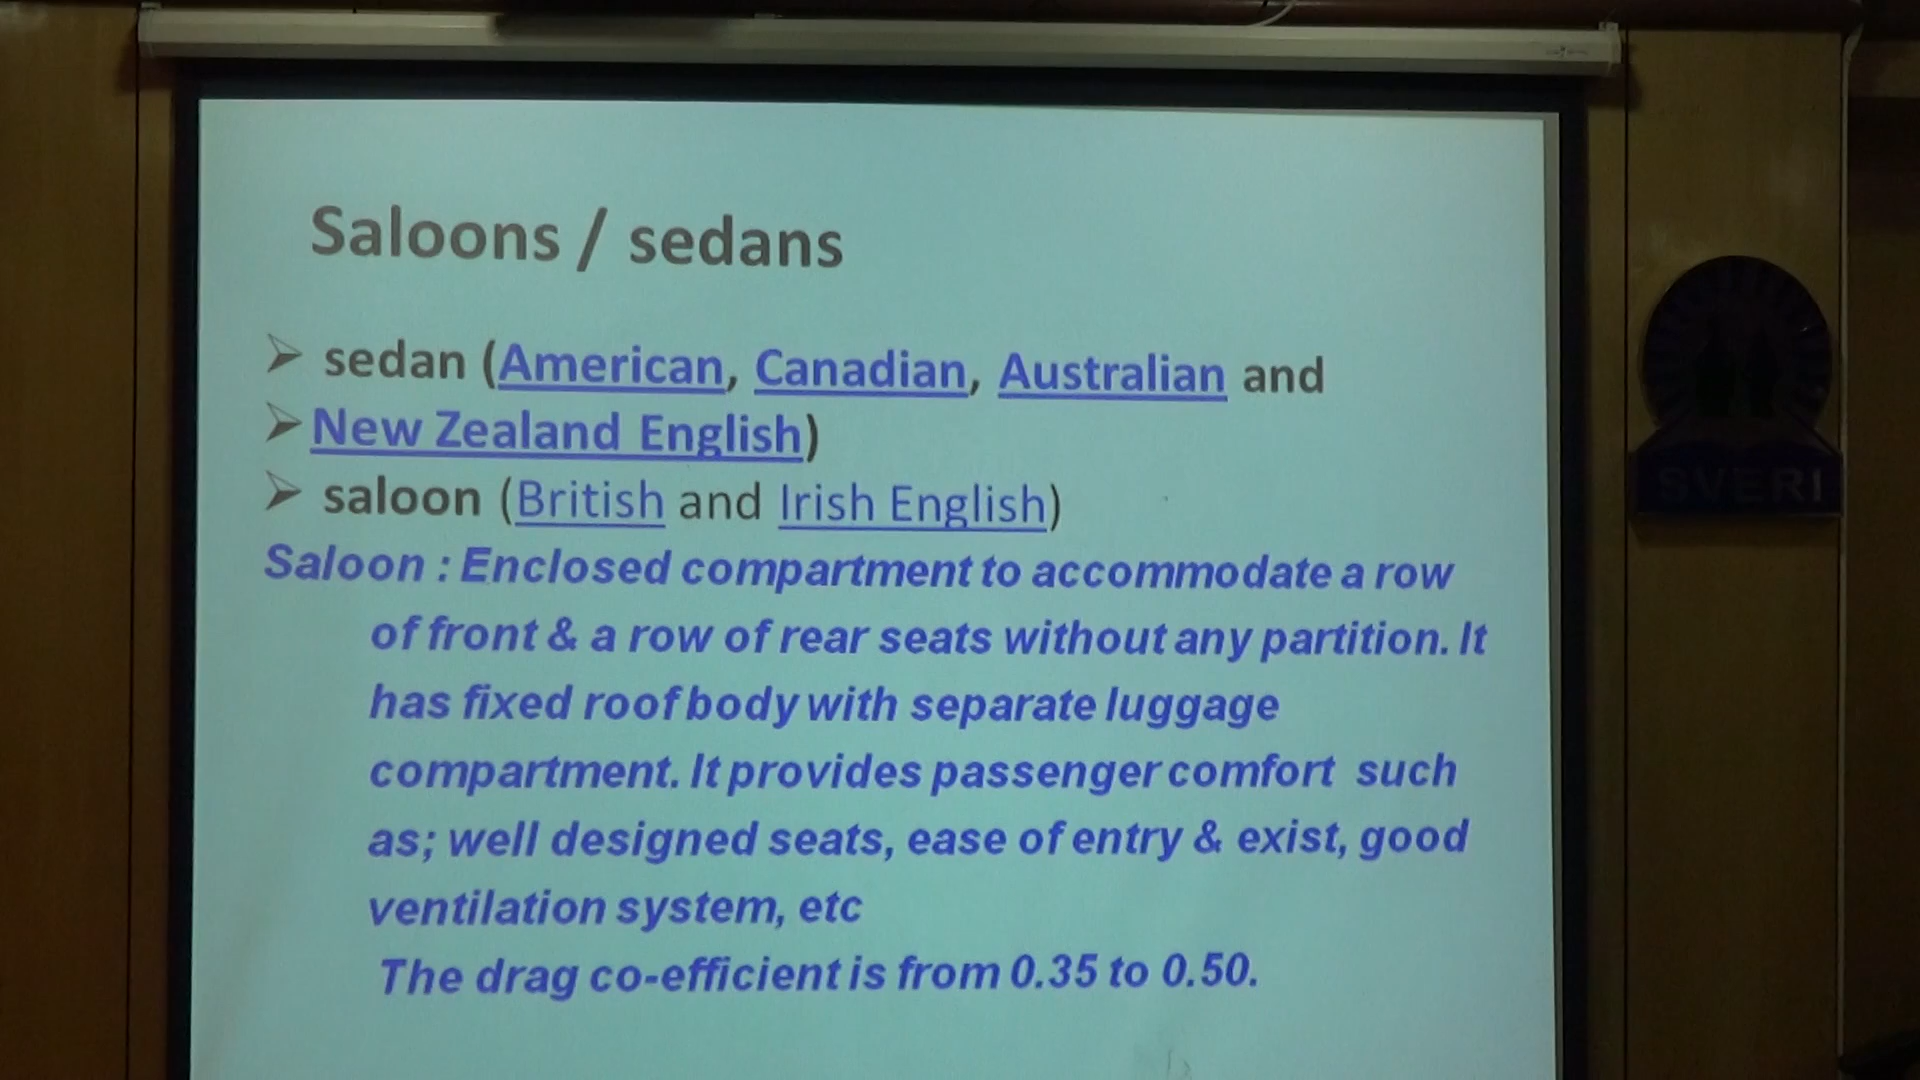 Saloons / sedans
➢ sedan (American, Canadian, Australian and
➢ New Zealand English)
➢ saloon (British and Irish English)
Saloon : Enclosed compartment to accommodate a row
of front & a row of rear seats without any partition. It
has fixed roof body with separate luggage
compartment. It provides passenger comfort such
as; well designed seats, ease of entry & exist, good
ventilation system, etc
The drag co-efficient is from 0.35 to 0.50.
SVERI